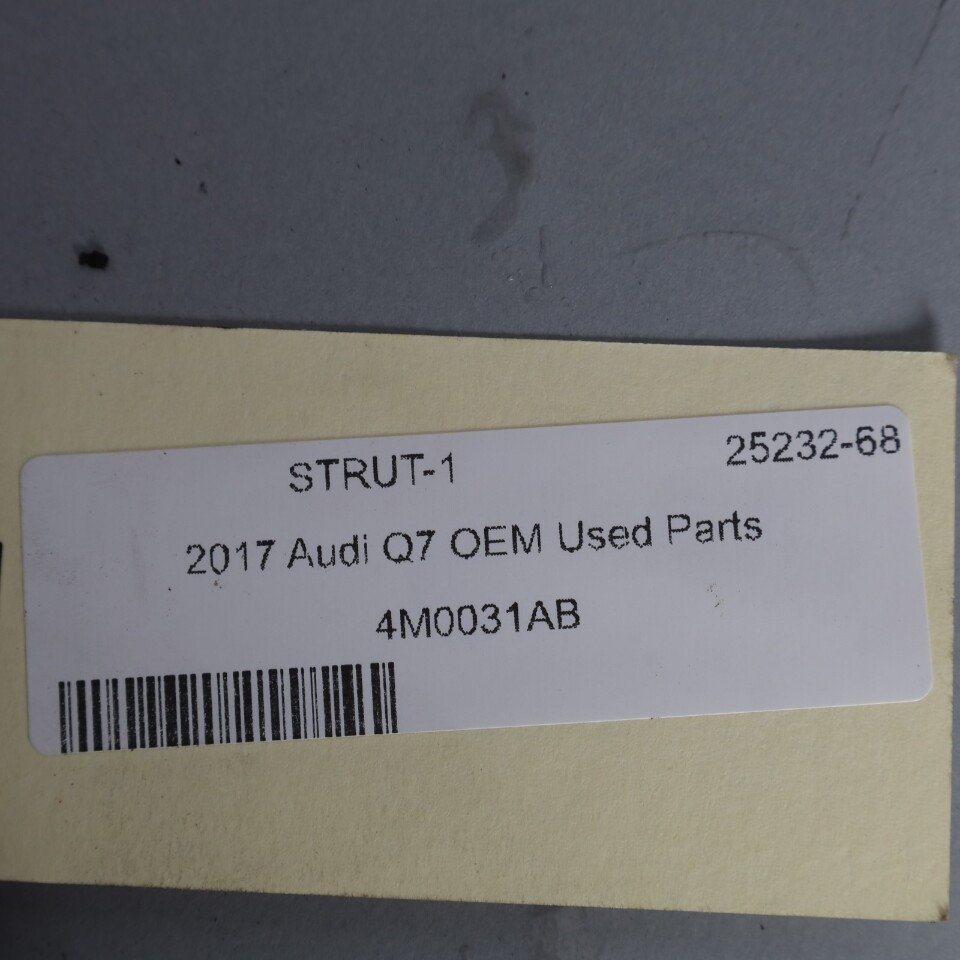 STRUT-1 25232-68
2017 Audi Q7 OEM Used Parts
4M0031AB